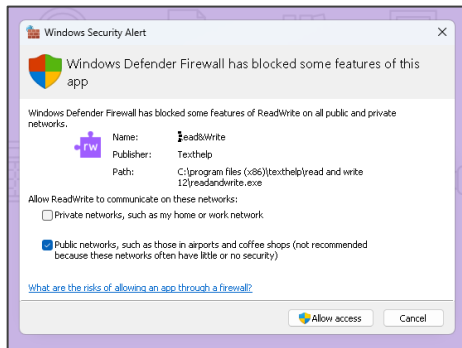 Windows Security Alert
Windows Defender Firewall has blocked some features of this
app
Windows Defender Firewall has blocked some features of ReadWrite on all public and private
networks.
rw
Name: Read&Write
Publisher: Texthelp
Path: C:\program files (x86)\texthelp\read and write
12\readandwrite.exe
Allow ReadWrite to communicate on these networks:
Private networks, such as my home or work network
Public networks, such as those in airports and coffee shops (not recommended
because these networks often have little or no security)
What are the risks of allowing an app through a firewall?
Allow access Cancel